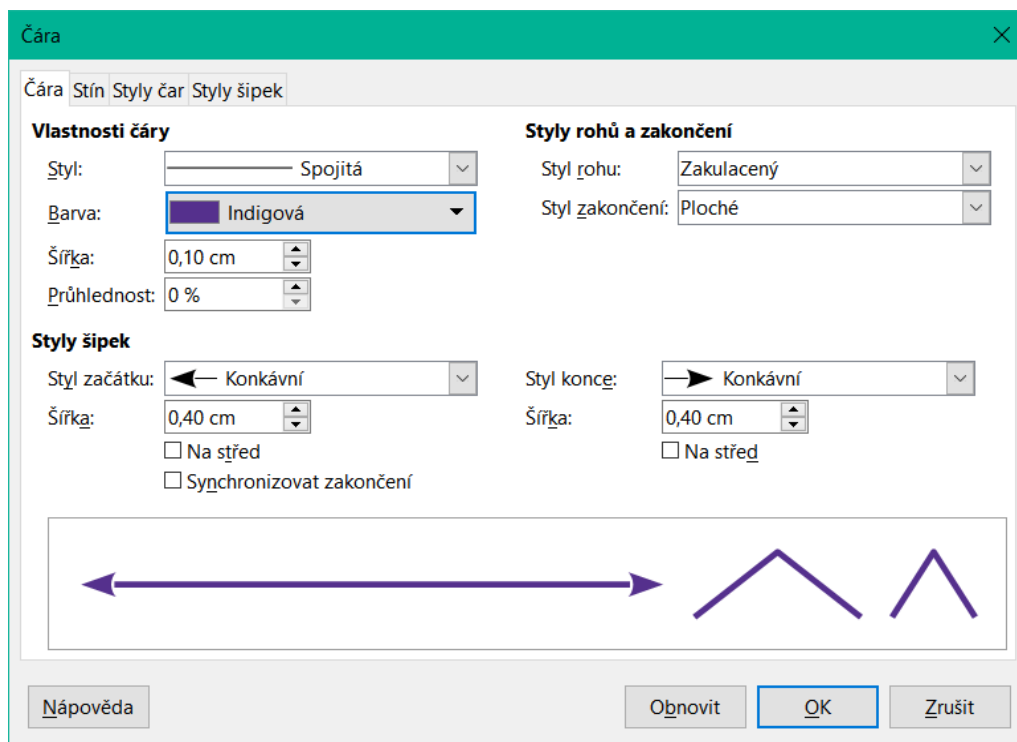 Čára
Čára Stín Styly čar Styly šipek
Vlastnosti čáry
Styl: Spojitá
Barva: Indigová
Šířka: 0,10 cm
Průhlednost: 0 %
Styly rohů a zakončení
Styl rohu: Zakulacený
Styl zakončení: Ploché
Styly šipek
Styl začátku: Konkávní
Šířka: 0,40 cm
Na střed
Synchronizovat zakončení
Styl konce: Konkávní
Šířka: 0,40 cm
Na střed
Nápověda Obnovit OK Zrušit